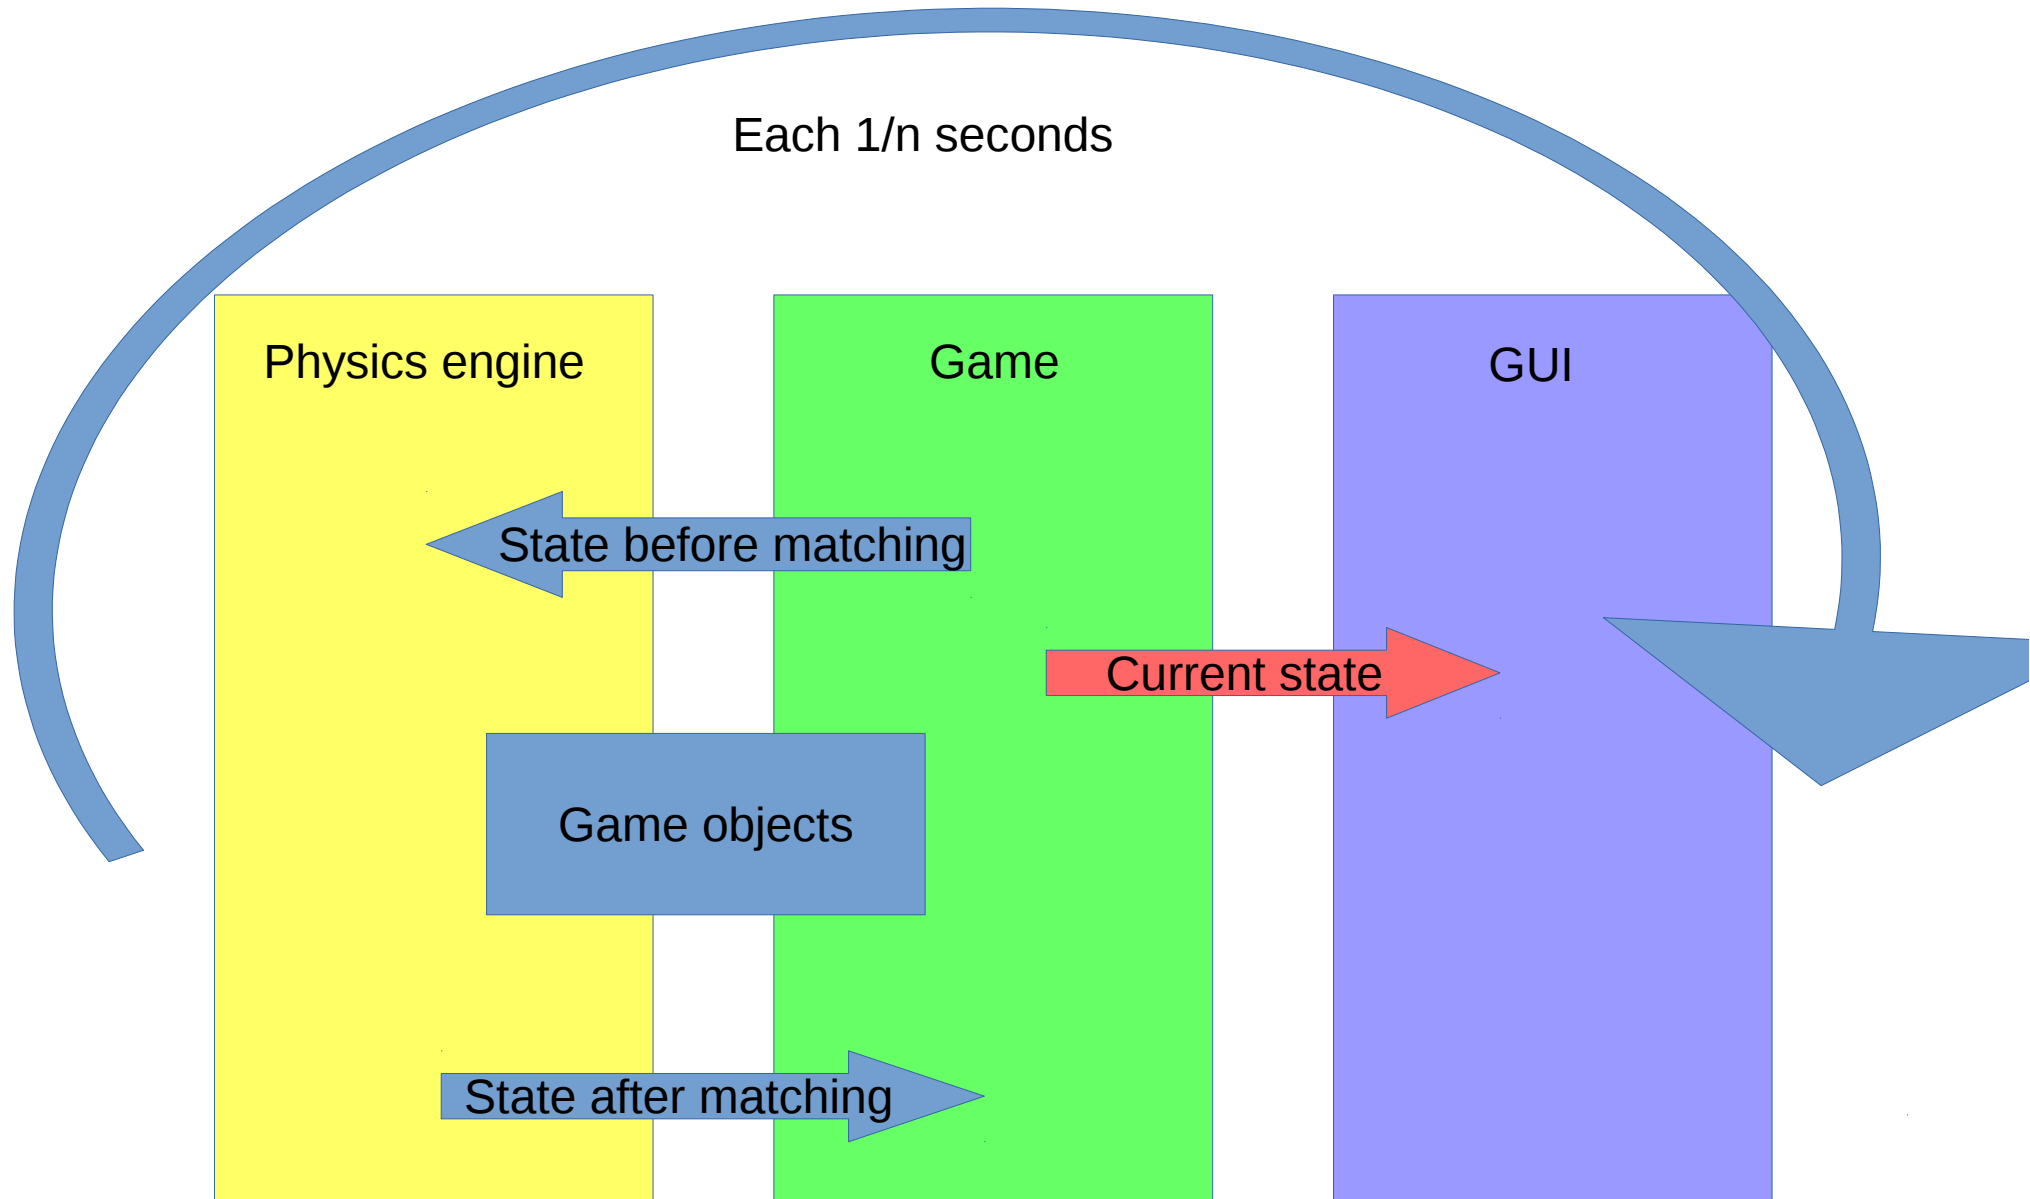 Each 1/n seconds
Physics engine
Game
GUI
State before matching
Current state
Game objects
State after matching